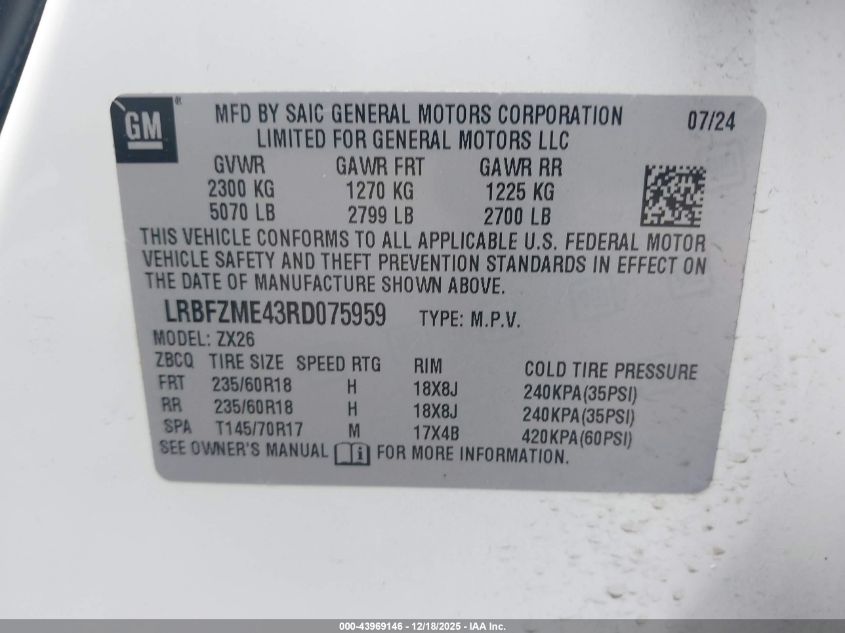 GM ®
MFD BY SAIC GENERAL MOTORS CORPORATION 07/24
LIMITED FOR GENERAL MOTORS LLC
GVWR GAWR FRT GAWR RR
2300 KG 1270 KG 1225 KG
5070 LB 2799 LB 2700 LB
THIS VEHICLE CONFORMS TO ALL APPLICABLE U.S. FEDERAL MOTOR
VEHICLE SAFETY AND THEFT PREVENTION STANDARDS IN EFFECT ON
THE DATE OF MANUFACTURE SHOWN ABOVE.
LRBFZME43RD075959 TYPE: M.P.V.
MODEL: ZX26
ZBCQ TIRE SIZE SPEED RTG RIM COLD TIRE PRESSURE
FRT 235/60R18 H 18X8J 240KPA(35PSI)
RR 235/60R18 H 18X8J 240KPA(35PSI)
SPA T145/70R17 M 17X4B 420KPA(60PSI)
SEE OWNER'S MANUAL i FOR MORE INFORMATION.
000-43969146 - 12/18/2025 - IAA Inc.